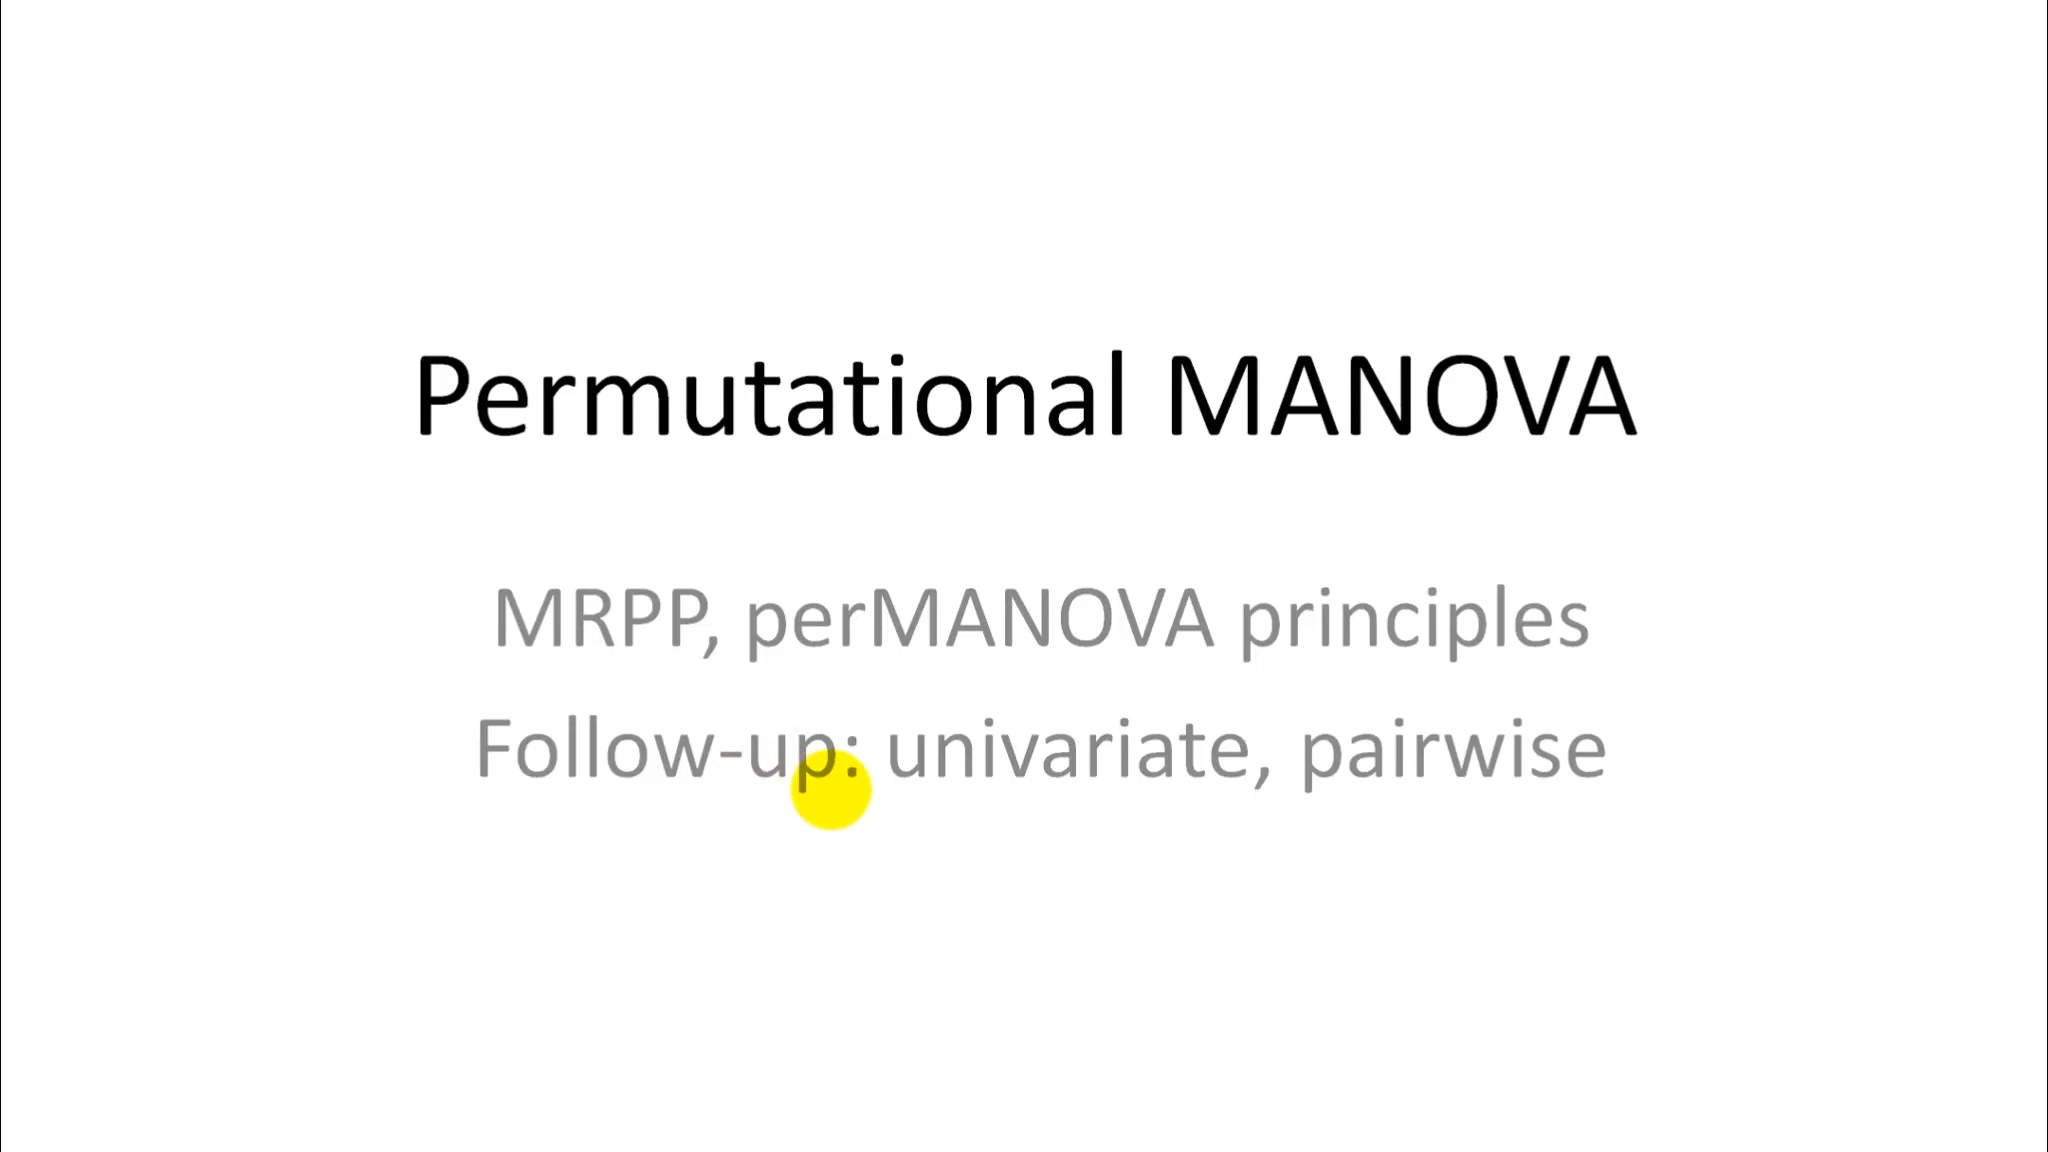 Permutational MANOVA
MRPP, perMANOVA principles
Follow-up: univariate, pairwise